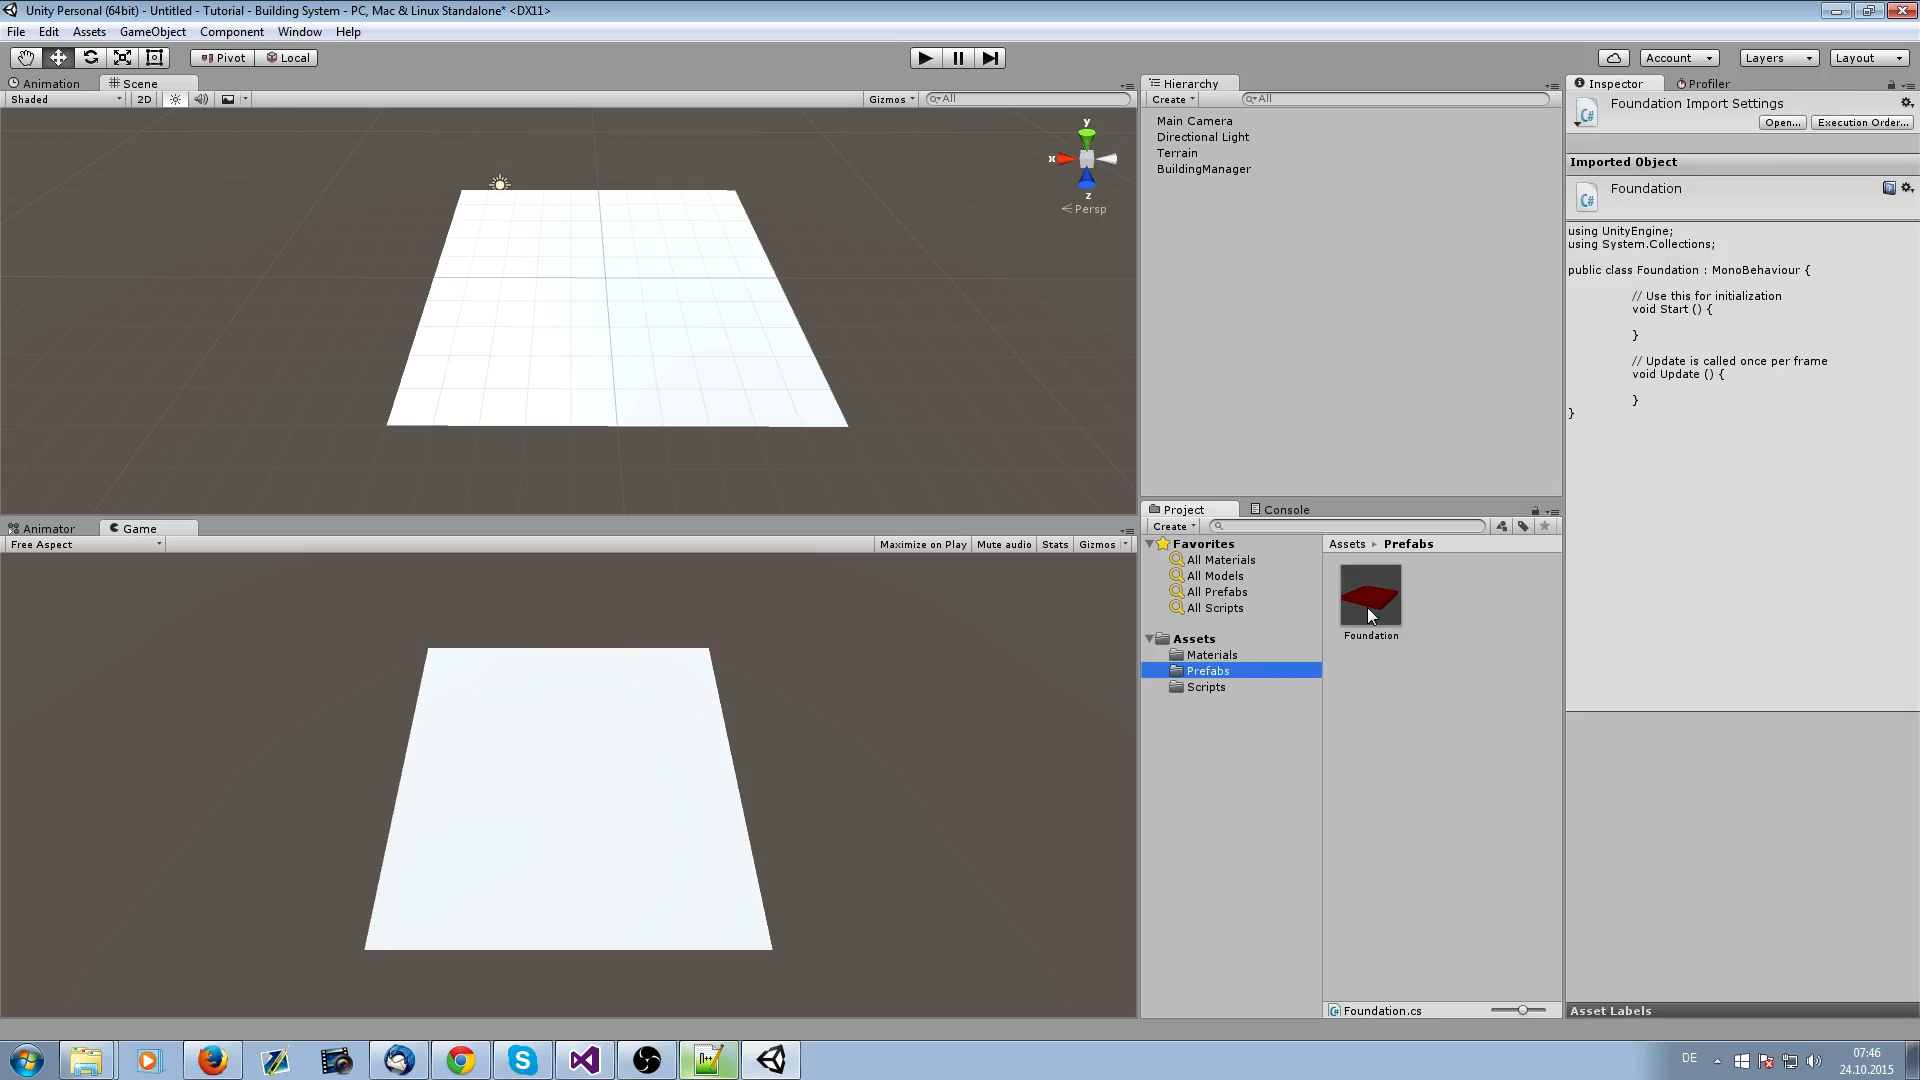 Unity Personal (64bit) - Untitled - Tutorial - Building System - PC, Mac & Linux Standalone* <DX11>
File Edit Assets GameObject Component Window Help
Pivot Local
Account Layers Layout
Animation Scene
Shaded 2D Gizmos All
y
x
z
Persp
Hierarchy
Create All
Main Camera
Directional Light
Terrain
BuildingManager
Inspector Profiler
Foundation Import Settings
Open... Execution Order...
Imported Object
Foundation
using UnityEngine;
using System.Collections;
public class Foundation : MonoBehaviour {
// Use this for initialization
void Start () {
}
// Update is called once per frame
void Update () {
}
}
Animator Game
Free Aspect Maximize on Play Mute audio Stats Gizmos
Project Console
Create
Favorites
All Materials
All Models
All Prefabs
All Scripts
Assets
Materials
Prefabs
Scripts
Assets Prefabs
Foundation
Foundation.cs
Asset Labels
DE
07:46
24.10.2015